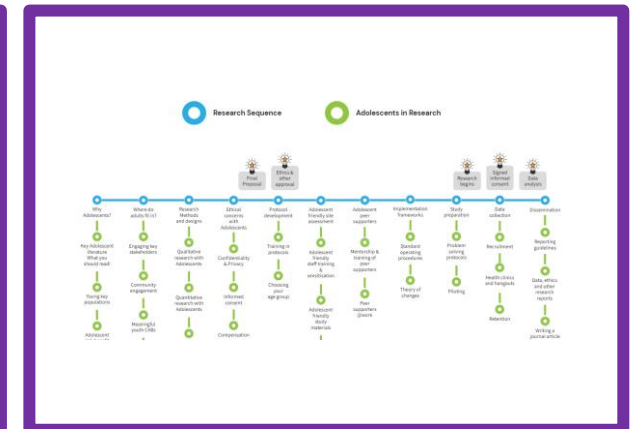 Research Sequence
Adolescents in Research
Final
Proposal
Ethics &
other
approval
Research
begins
Signed
informed
consent
Data
analysis
Why
Adolescents?
Key Adolescent
literature
What you
should read!
Young key
populations
Adolescent
Where do
adults fit in?
Engaging key
stakeholders
Community
engagement
Meaningful
youth CABs
Research
Methods
and designs
Qualitative
research with
Adolescents
Quantitative
research with
Adolescents
Ethical
concerns
with
Adolescents
Confidentiality
& Privacy
Informed
consent
Compensation
Protocol
development
Training in
protocols
Choosing
your
age group
Adolescent
friendly site
assessment
Adolescent
friendly
staff training
&
sensitisation
Adolescent
friendly
study
materials
Adolescent
peer
supporters
Mentorship &
training of
peer
supporters
Peer
supporters
@work
Implementation
frameworks
Standard
operating
procedures
Theory of
changes
Study
preparation
Problem
solving
protocols
Piloting
Data
collection
Recruitment
Health clinics
and hangouts
Retention
Dissemination
Reporting
guidelines
Data, ethics
and other
research
reports
Writing a
journal article